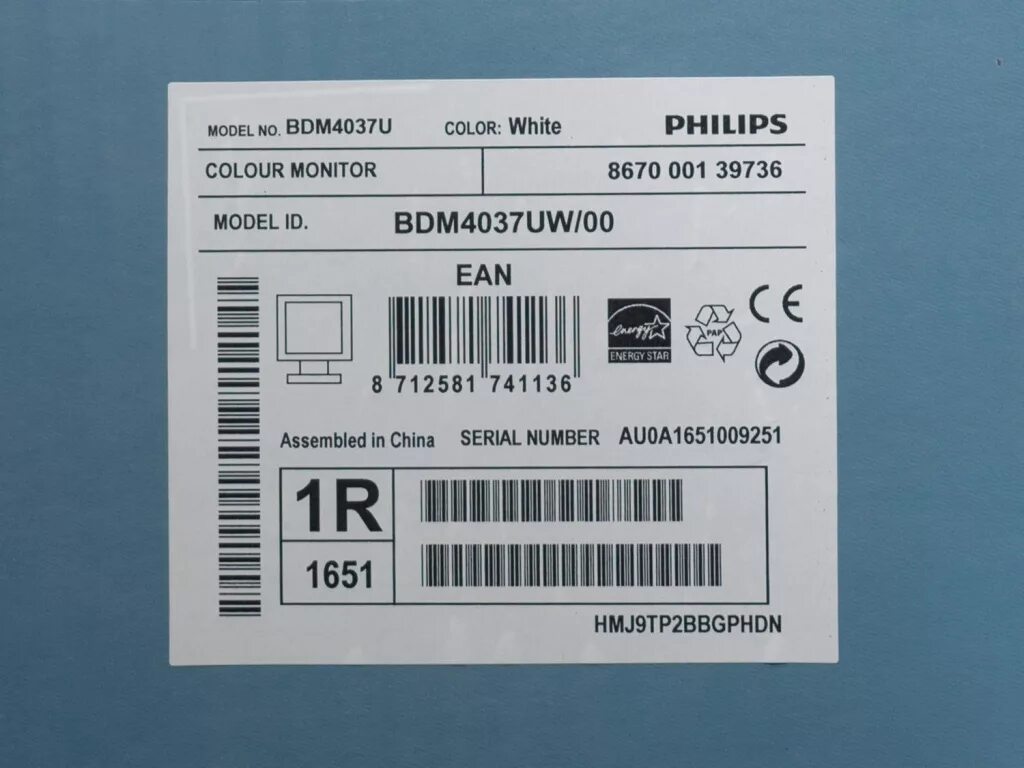 MODEL NO. BDM4037U COLOR: White PHILIPS
COLOUR MONITOR 8670 001 39736
MODEL ID. BDM4037UW/00
EAN
8 712581 741136
energy
ENERGY STAR
PAP
CE
Assembled in China SERIAL NUMBER AU0A1651009251
1R
1651
HMJ9TP2BBGPHDN